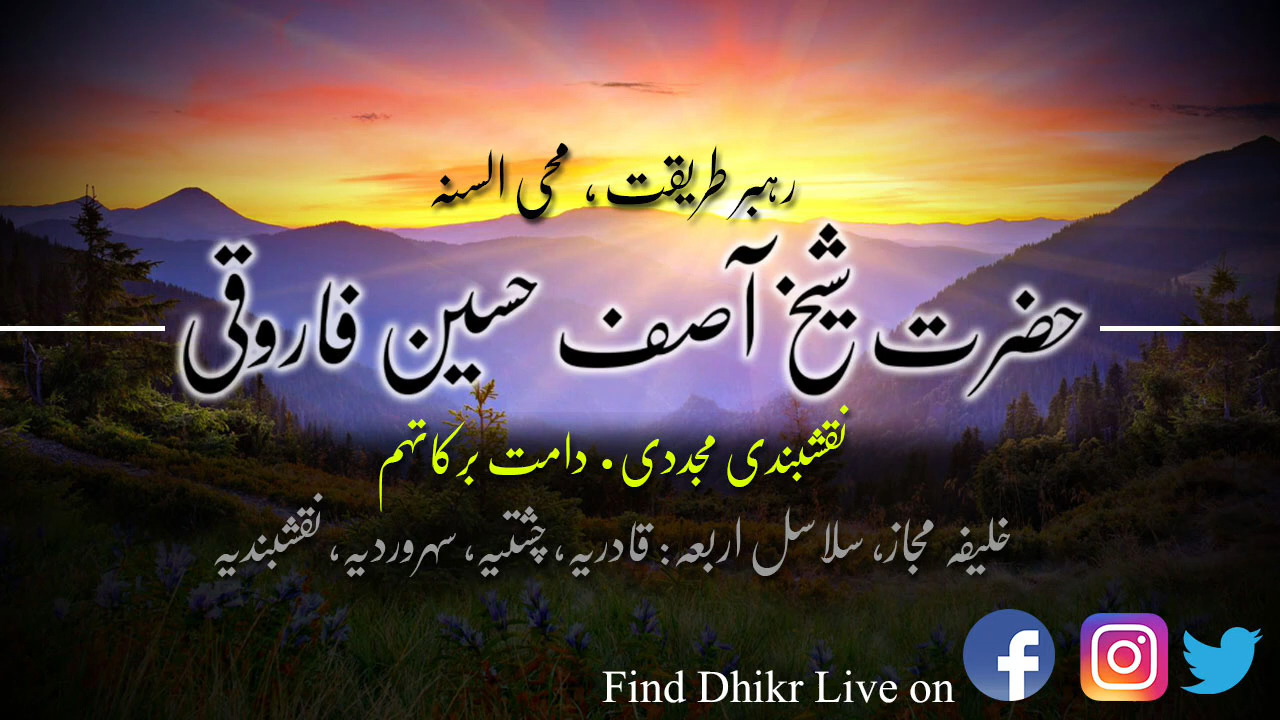 رہبر طریقت، محی السنہ
حضرت شیخ آصف حسین فاروقی
نقشبندی مجددی۔ دامت برکاتہم
خلیفہ مجاز، سلاسل اربعہ: قادریہ، چشتیہ، سہروردیہ، نقشبندیہ
Find Dhikr Live on